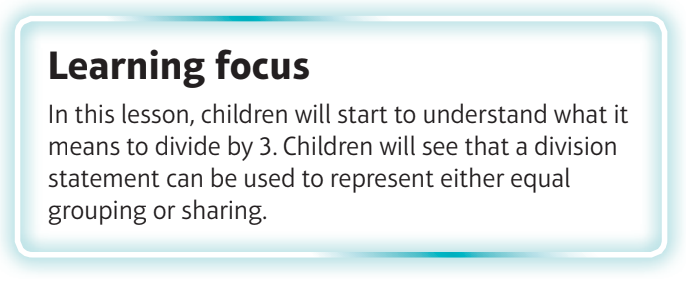 Learning focus
In this lesson, children will start to understand what it
means to divide by 3. Children will see that a division
statement can be used to represent either equal
grouping or sharing.